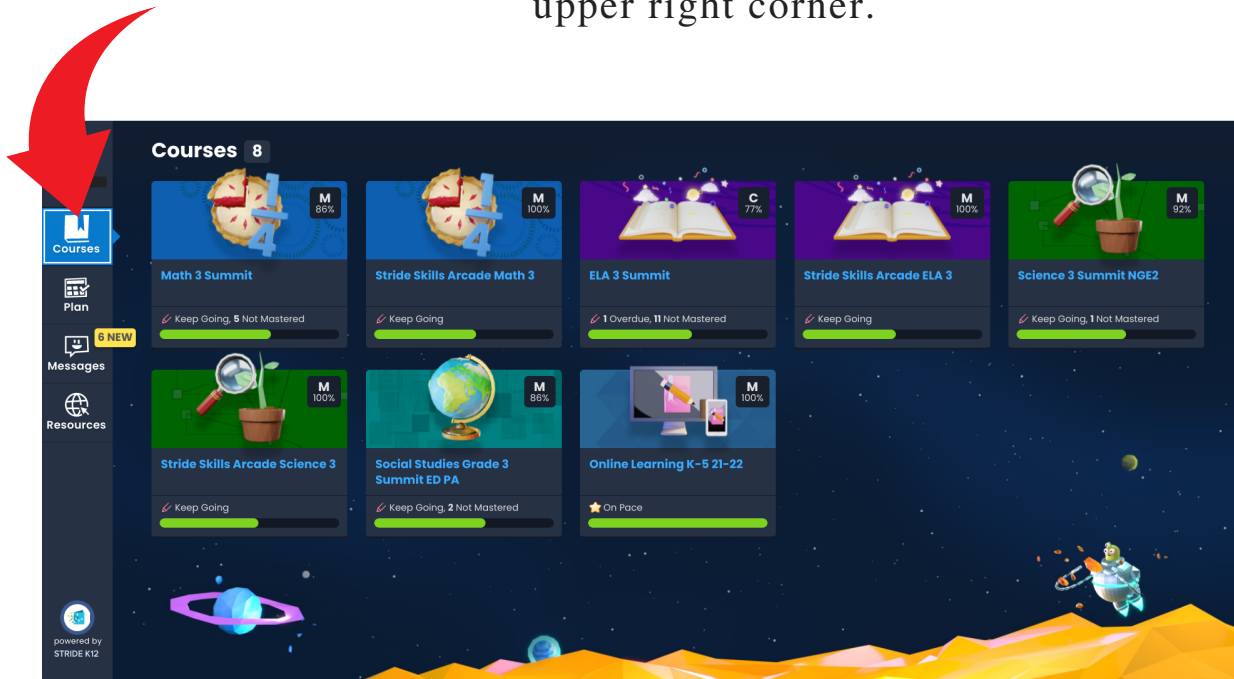 upper right corner.
Courses 8
Courses
Plan
6 NEW
Messages
Resources
powered by
STRIDE K12
M
86%
Math 3 Summit
Keep Going, 5 Not Mastered
M
100%
Stride Skills Arcade Math 3
Keep Going
C
77%
ELA 3 Summit
1 Overdue, 11 Not Mastered
M
100%
Stride Skills Arcade ELA 3
Keep Going
M
92%
Science 3 Summit NGE2
Keep Going, 1 Not Mastered
M
100%
Stride Skills Arcade Science 3
Keep Going
M
86%
Social Studies Grade 3
Summit ED PA
Keep Going, 2 Not Mastered
M
100%
Online Learning K-5 21-22
On Pace